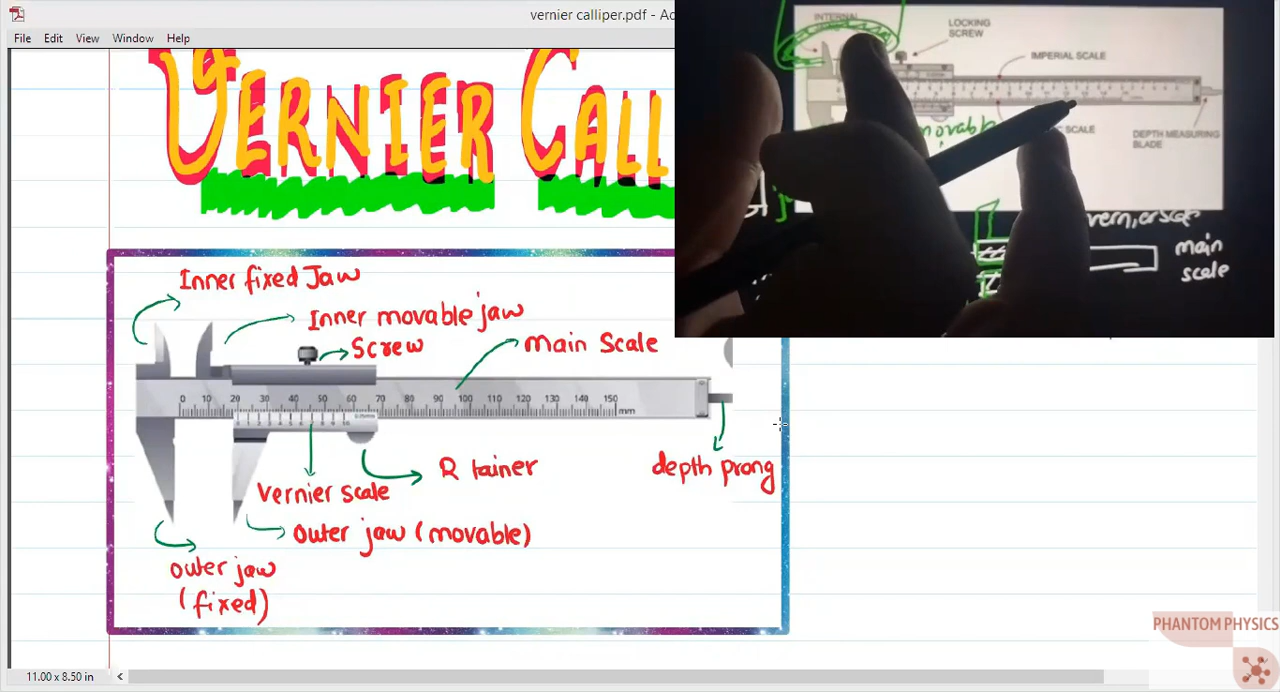 vernier calliper.pdf - A
File Edit View Window Help
VERNIER CALL
Inner fixed Jaw
Inner movable jaw
Screw
Main Scale
0 10 20 30 40 50 60 70 80 90 100 110 120 130 140 150
mm
R tainer
depth prong
Vernier scale
Outer jaw (movable)
Outer jaw
(fixed)
INTERNAL
LOCKING
SCREW
IMPERIAL SCALE
SCALE
DEPTH MEASURING
BLADE
movable
main
scale
PHANTOM PHYSICS
11.00 x 8.50 in